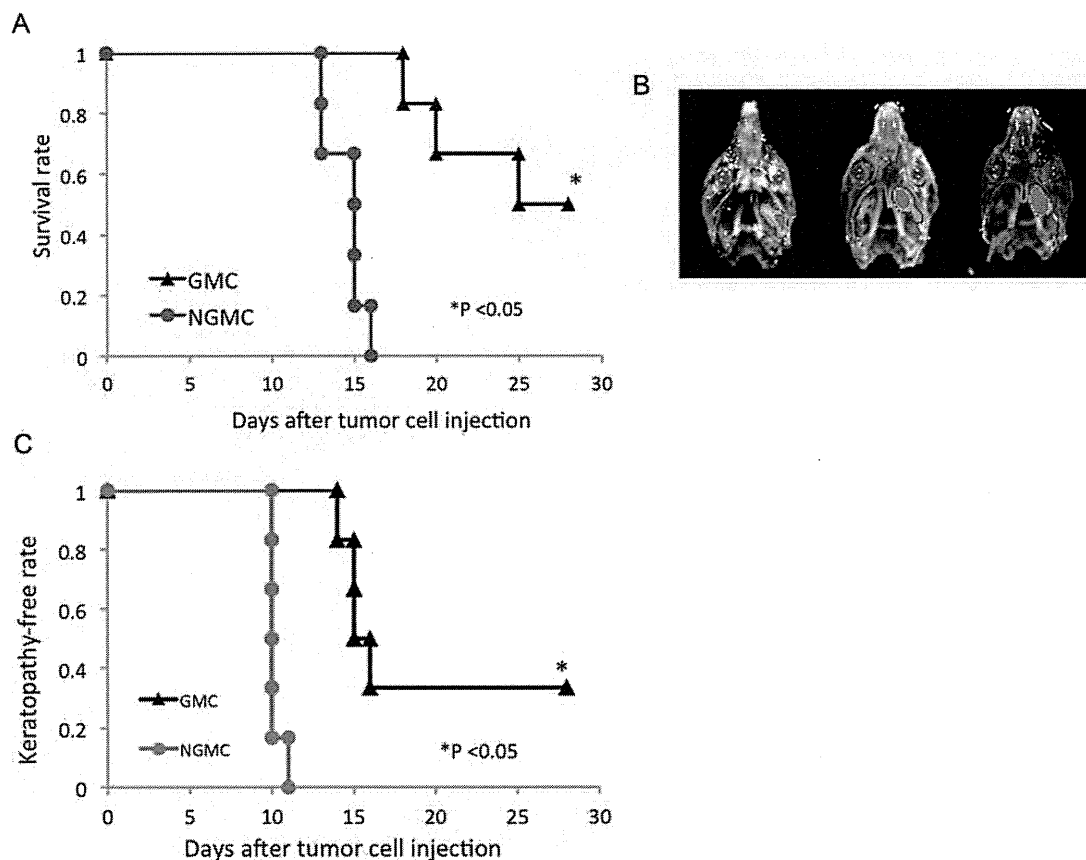 A
1
0.8
0.6
0.4
0.2
0
Survival rate
GMC
NGMC
*
*P <0.05
0 5 10 15 20 25 30
Days after tumor cell injection
B
C
1
0.8
0.6
0.4
0.2
0
Keratopathy-free rate
GMC
NGMC
*
*P <0.05
0 5 10 15 20 25 30
Days after tumor cell injection